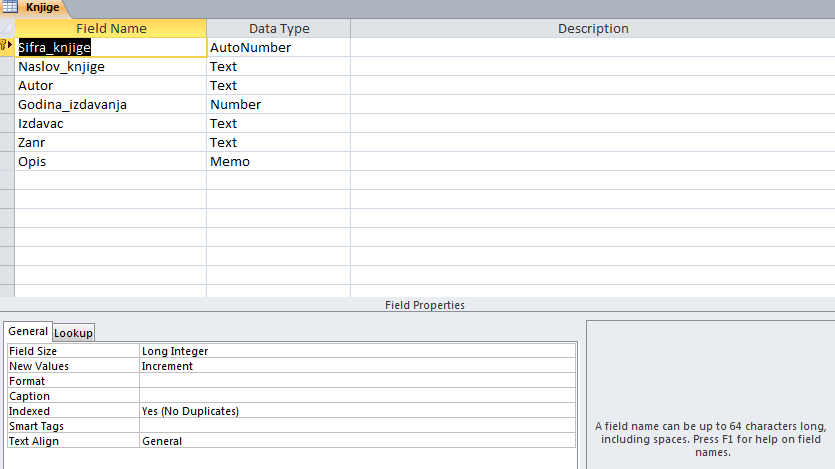 Knjige
Field Name Data Type Description
Sifra_knjige AutoNumber
Naslov_knjige Text
Autor Text
Godina_izdavanja Number
Izdavac Text
Zanr Text
Opis Memo
Field Properties
General Lookup
Field Size Long Integer
New Values Increment
Format
Caption
Indexed Yes (No Duplicates)
Smart Tags
Text Align General
A field name can be up to 64 characters long,
including spaces. Press F1 for help on field
names.